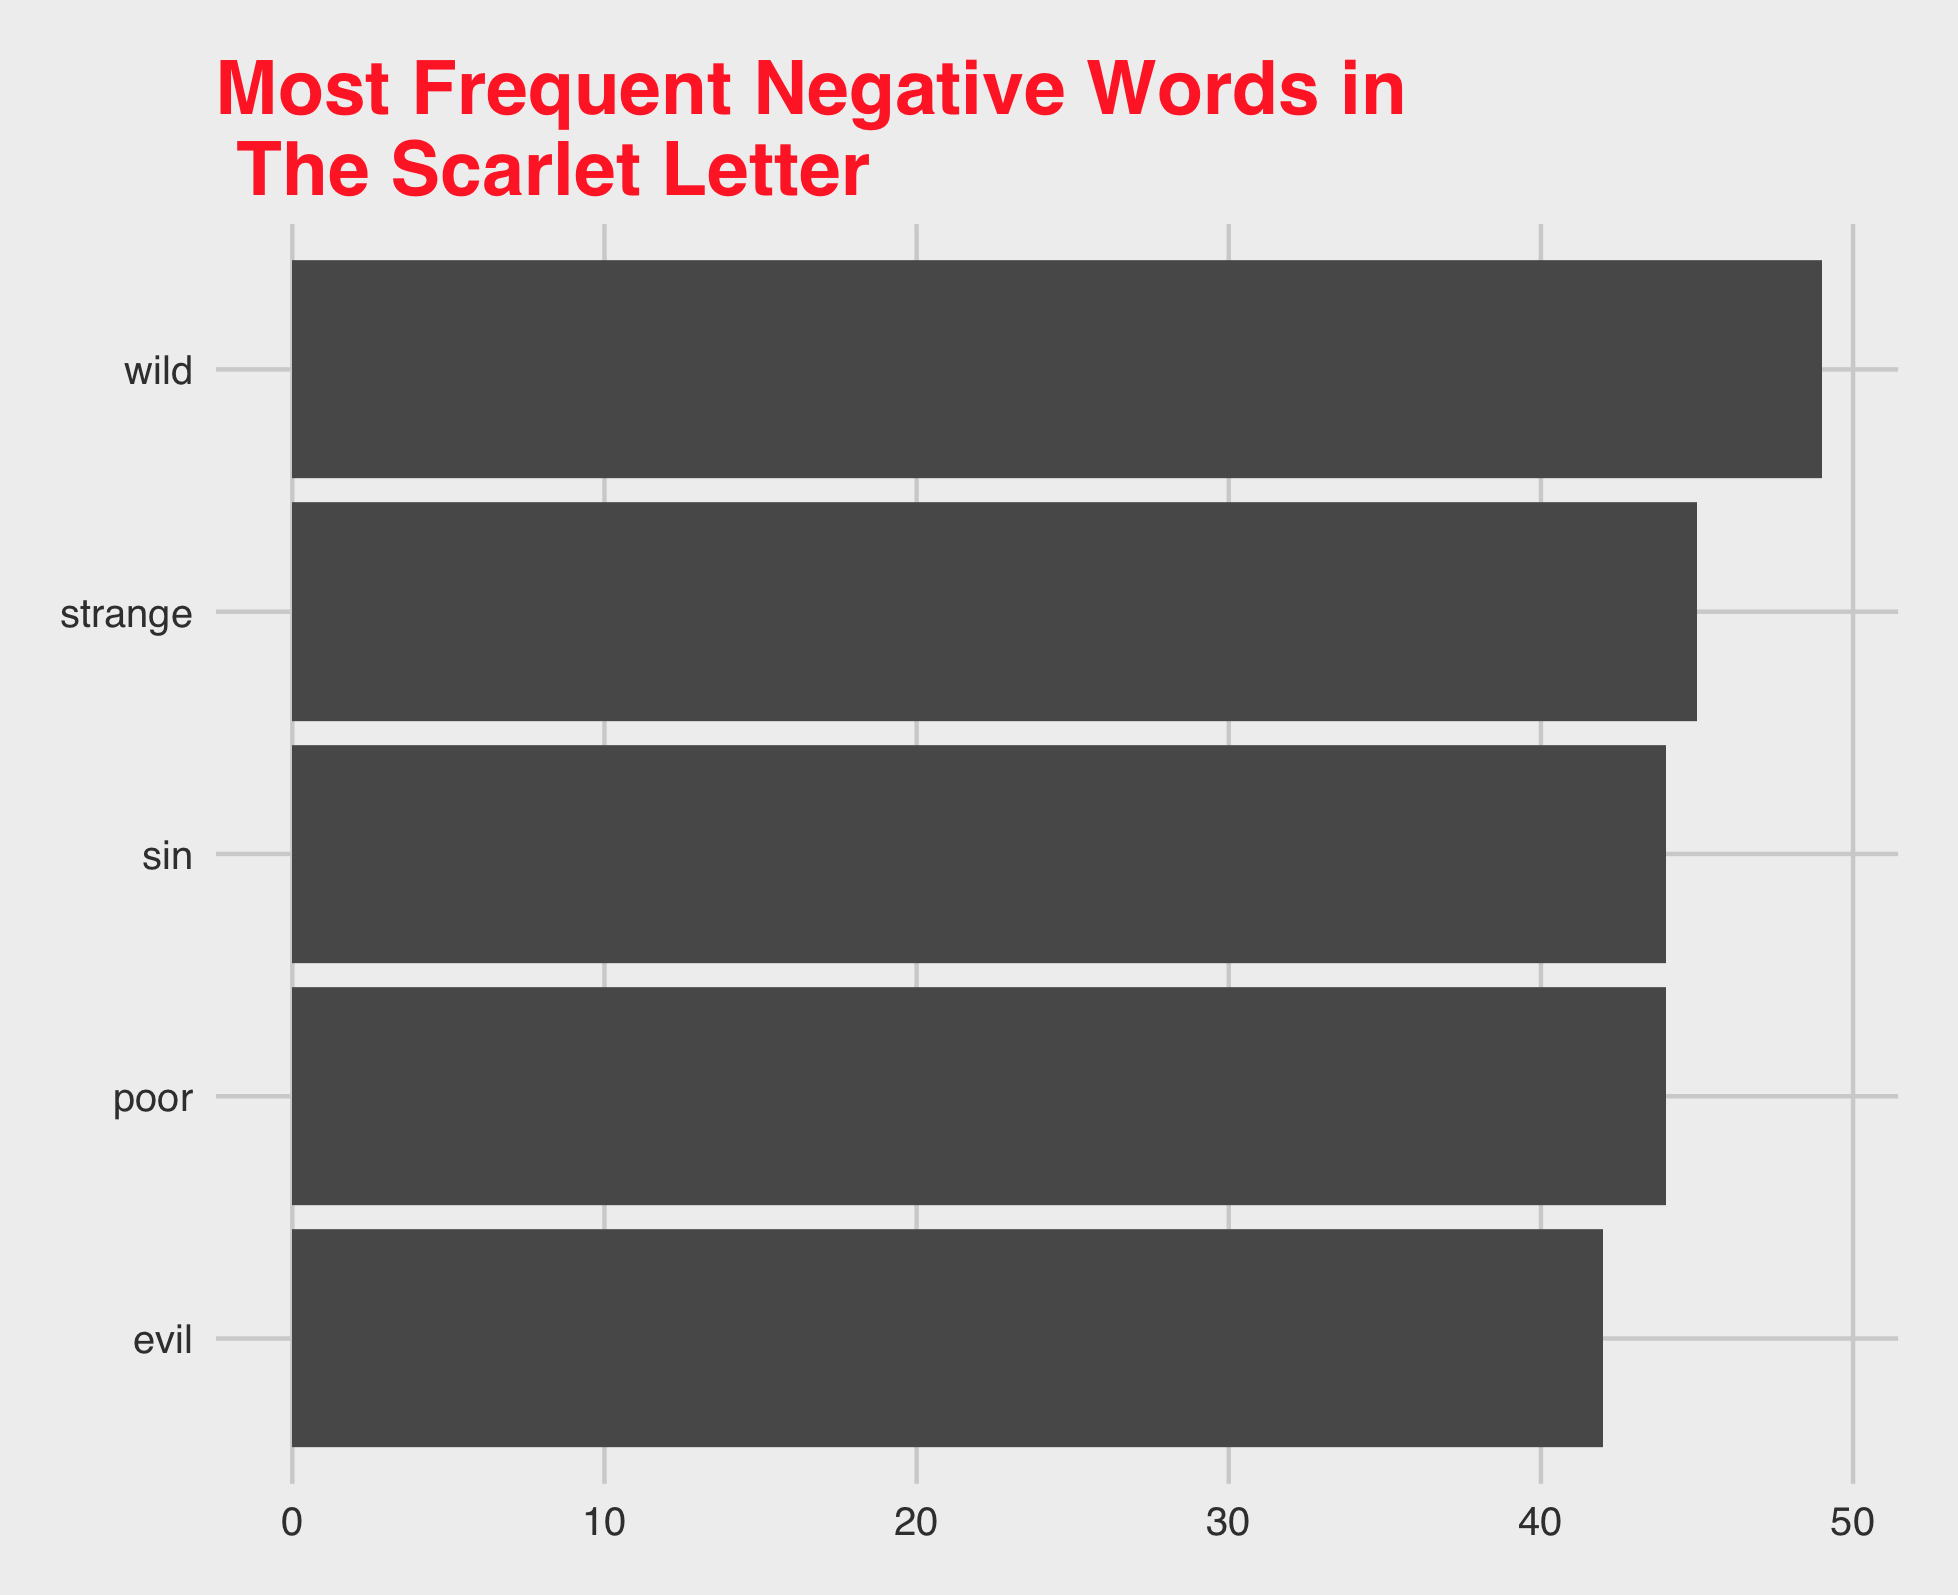 Most Frequent Negative Words in
The Scarlet Letter
wild
strange
sin
poor
evil
0 10 20 30 40 50